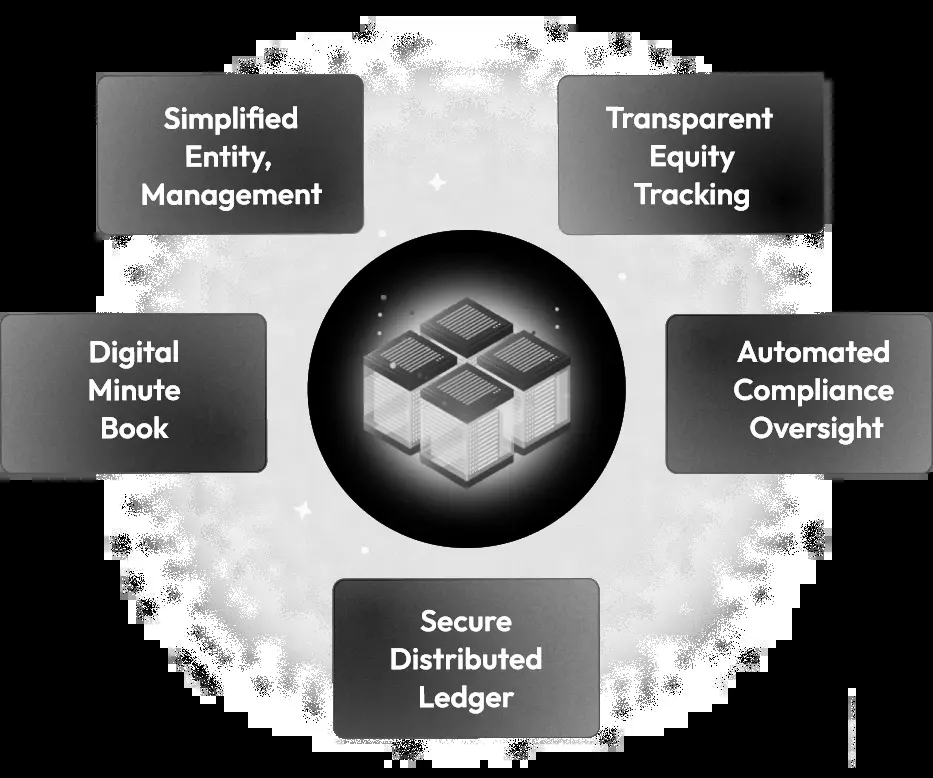 Simplified
Entity,
Management
Transparent
Equity
Tracking
Digital
Minute
Book
Automated
Compliance
Oversight
Secure
Distributed
Ledger